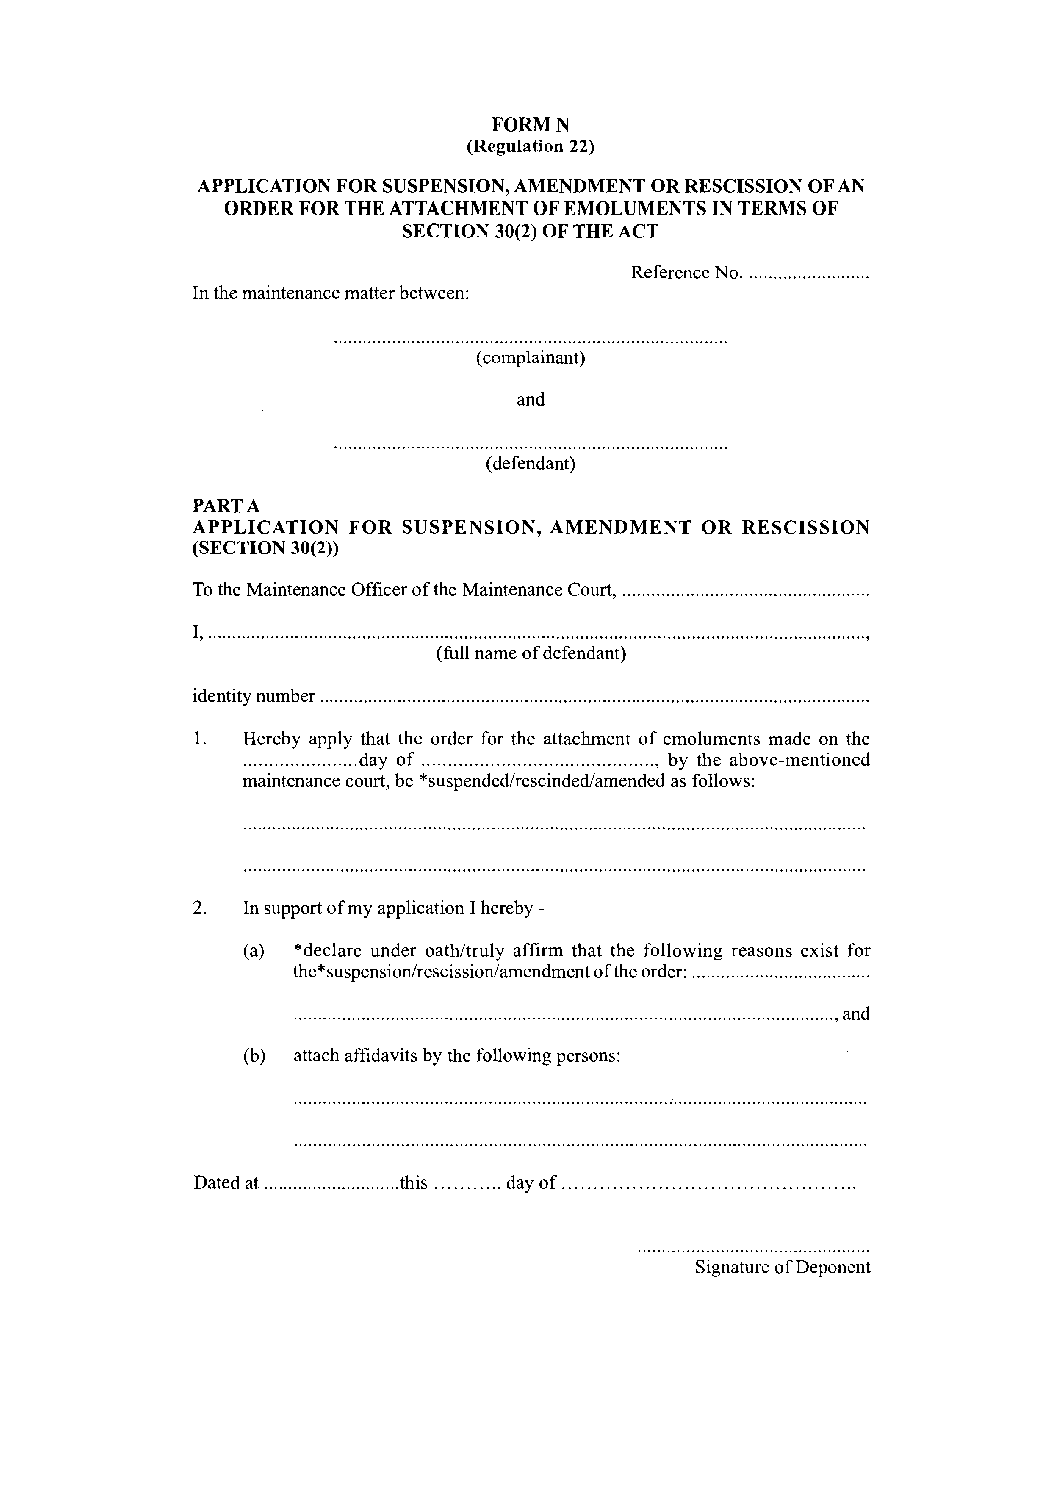 FORM N
(Regulation 22)
APPLICATION FOR SUSPENSION, AMENDMENT OR RESCISSION OF AN
ORDER FOR THE ATTACHMENT OF EMOLUMENTS IN TERMS OF
SECTION 30(2) OF THE ACT
Reference No. .........................
In the maintenance matter between:
.................................................................................
(complainant)
and
.................................................................................
(defendant)
PART A
APPLICATION FOR SUSPENSION, AMENDMENT OR RESCISSION
(SECTION 30(2))
To the Maintenance Officer of the Maintenance Court, ...................................................
I, ........................................................................................................................................,
(full name of defendant)
identity number .................................................................................................................
1. Hereby apply that the order for the attachment of emoluments made on the
......................day of ............................................, by the above-mentioned
maintenance court, be *suspended/rescinded/amended as follows:
................................................................................................................................
................................................................................................................................
2. In support of my application I hereby -
(a) *declare under oath/truly affirm that the following reasons exist for
the*suspension/rescission/amendment of the order: .....................................
..............................................................................................................., and
(b) attach affidavits by the following persons:
......................................................................................................................
......................................................................................................................
Dated at ............................this ........... day of ...............................................
................................................
Signature of Deponent